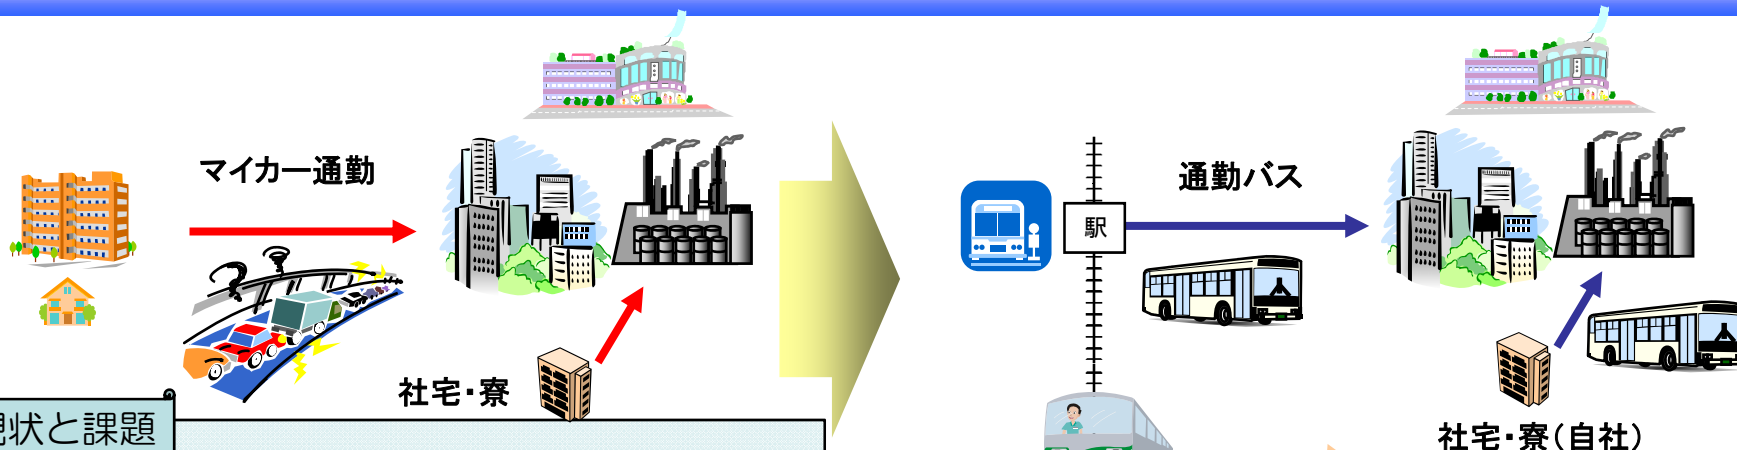 マイカー通勤
社宅・寮
現状と課題
通勤バス
駅
社宅・寮(自社)